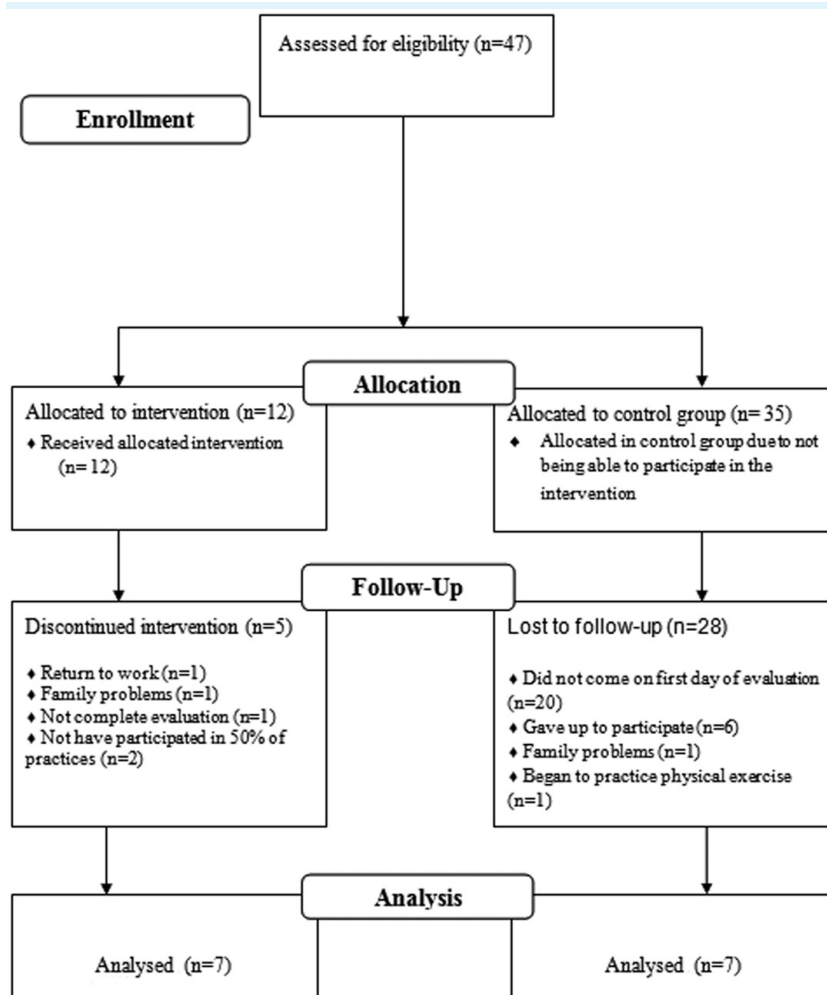 Assessed for eligibility (n=47)
Enrollment
Allocation
Allocated to intervention (n=12)
♦ Received allocated intervention
(n= 12)
Allocated to control group (n= 35)
♦ Allocated in control group due to not
being able to participate in the
intervention
Follow-Up
Discontinued intervention (n=5)
♦ Return to work (n=1)
♦ Family problems (n=1)
♦ Not complete evaluation (n=1)
♦ Not have participated in 50% of
practices (n=2)
Lost to follow-up (n=28)
♦ Did not come on first day of evaluation
(n=20)
♦ Gave up to participate (n=6)
♦ Family problems (n=1)
♦ Began to practice physical exercise
(n=1)
Analysis
Analysed (n=7)
Analysed (n=7)